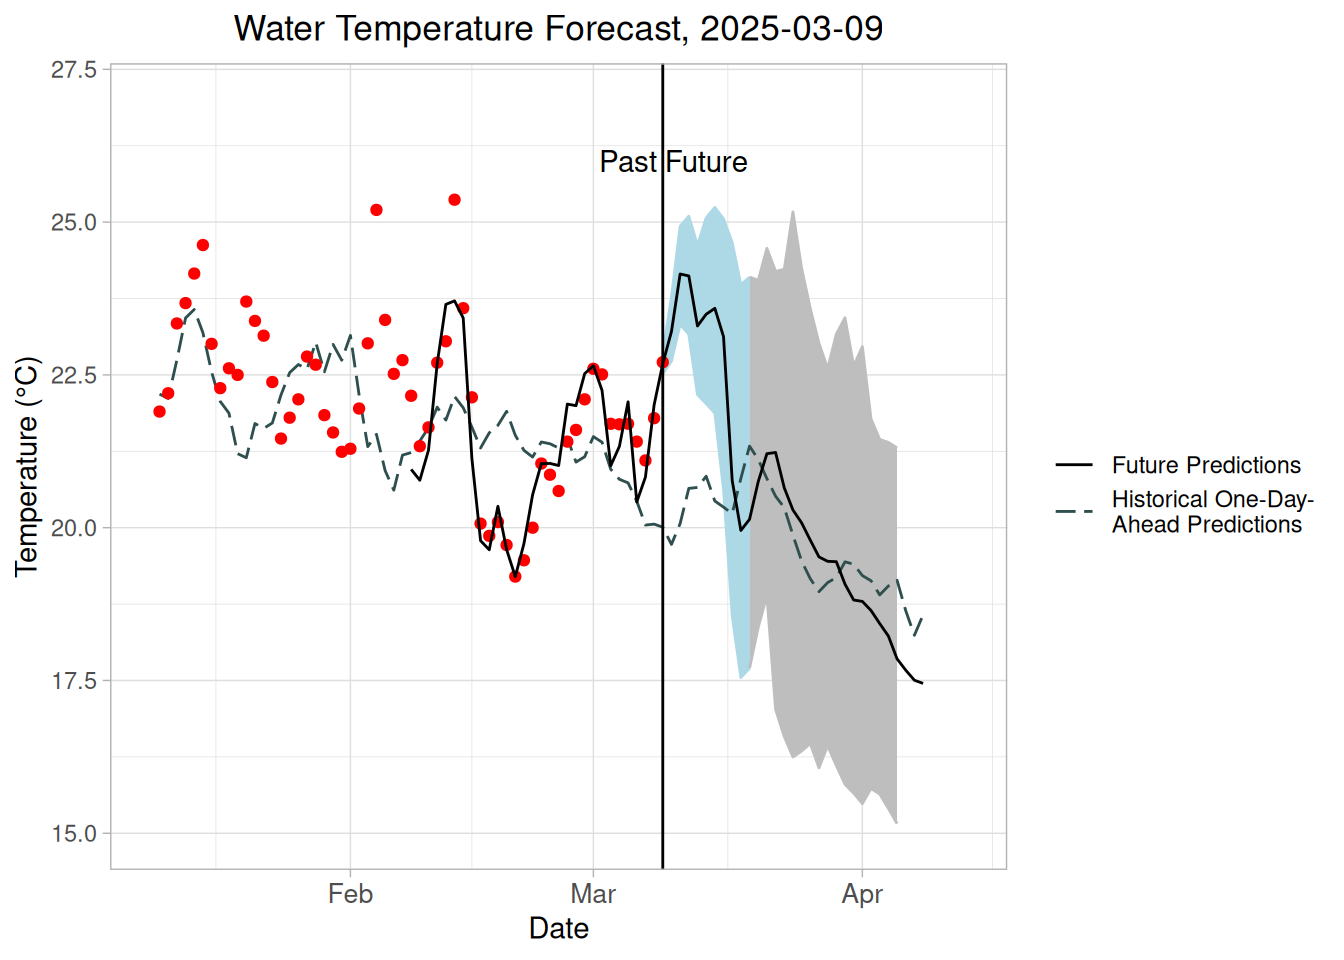 Water Temperature Forecast, 2025-03-09
27.5
25.0
22.5
20.0
17.5
15.0
Temperature (°C)
Past Future
Feb Mar Apr
Date
Future Predictions
Historical One-Day-
Ahead Predictions